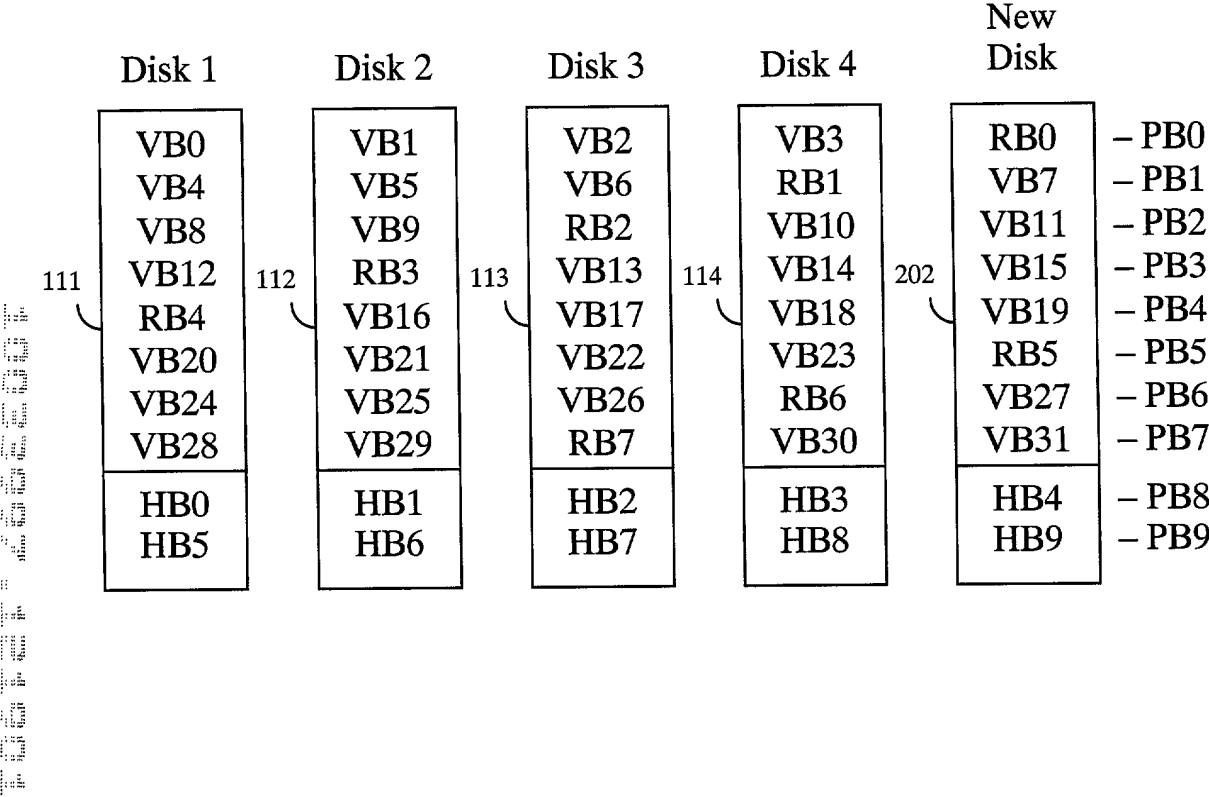 New
Disk
Disk 1 Disk 2 Disk 3 Disk 4
VB0 VB1 VB2 VB3 RB0 – PB0
VB4 VB5 VB6 RB1 VB7 – PB1
VB8 VB9 RB2 VB10 VB11 – PB2
111 VB12 112 RB3 113 VB13 114 VB14 202 VB15 – PB3
RB4 VB16 VB17 VB18 VB19 – PB4
VB20 VB21 VB22 VB23 RB5 – PB5
VB24 VB25 VB26 RB6 VB27 – PB6
VB28 VB29 RB7 VB30 VB31 – PB7
HB0 HB1 HB2 HB3 HB4 – PB8
HB5 HB6 HB7 HB8 HB9 – PB9